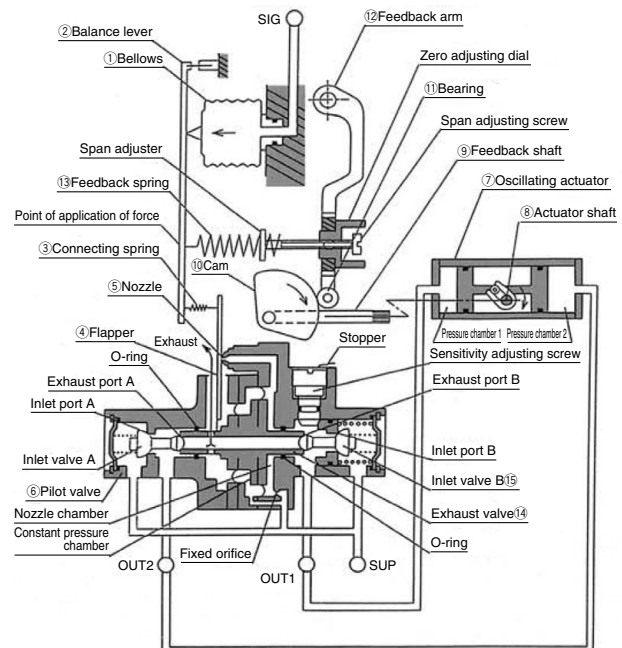 SIG
⑫Feedback arm
②Balance lever
①Bellows
Zero adjusting dial
⑪Bearing
Span adjusting screw
⑨Feedback shaft
Span adjuster
⑬Feedback spring
⑦Oscillating actuator
⑧Actuator shaft
Point of application of force
③Connecting spring
⑩Cam
⑤Nozzle
Pressure chamber 1
Pressure chamber 2
④Flapper
Exhaust
Stopper
O-ring
Sensitivity adjusting screw
Exhaust port A
Exhaust port B
Inlet port A
Inlet port B
Inlet valve A
Inlet valve B⑮
⑥Pilot valve
Nozzle chamber
Exhaust valve⑭
Constant pressure
chamber
Fixed orifice
O-ring
OUT2
OUT1
SUP